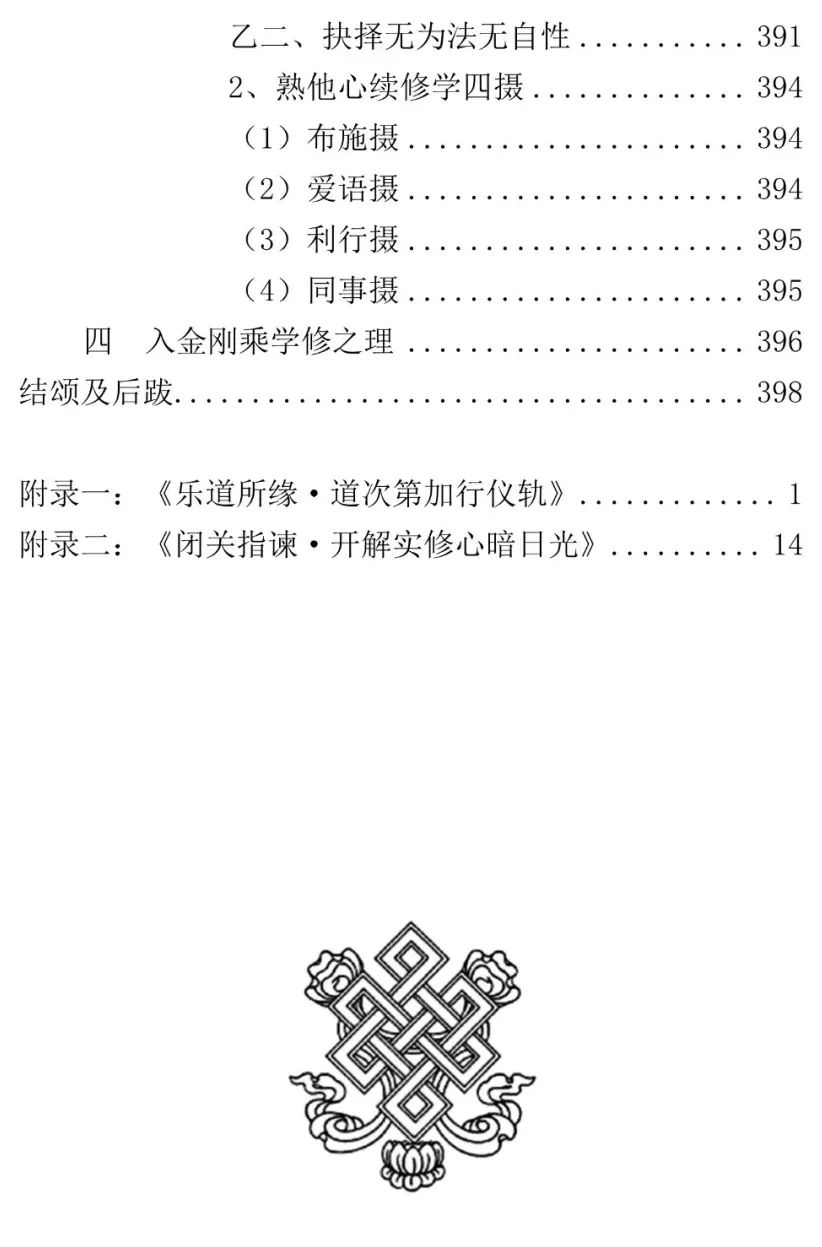 乙二、抉择无为法无自性...........391
2、熟他心续修学四摄..............394
（1）布施摄......................394
（2）爱语摄......................394
（3）利行摄......................395
（4）同事摄......................395
四　入金刚乘学修之理......................396
结颂及后跋.....................................398
附录一：《乐道所缘·道次第加行仪轨》.............1
附录二：《闭关指谏·开解实修心暗日光》..........14